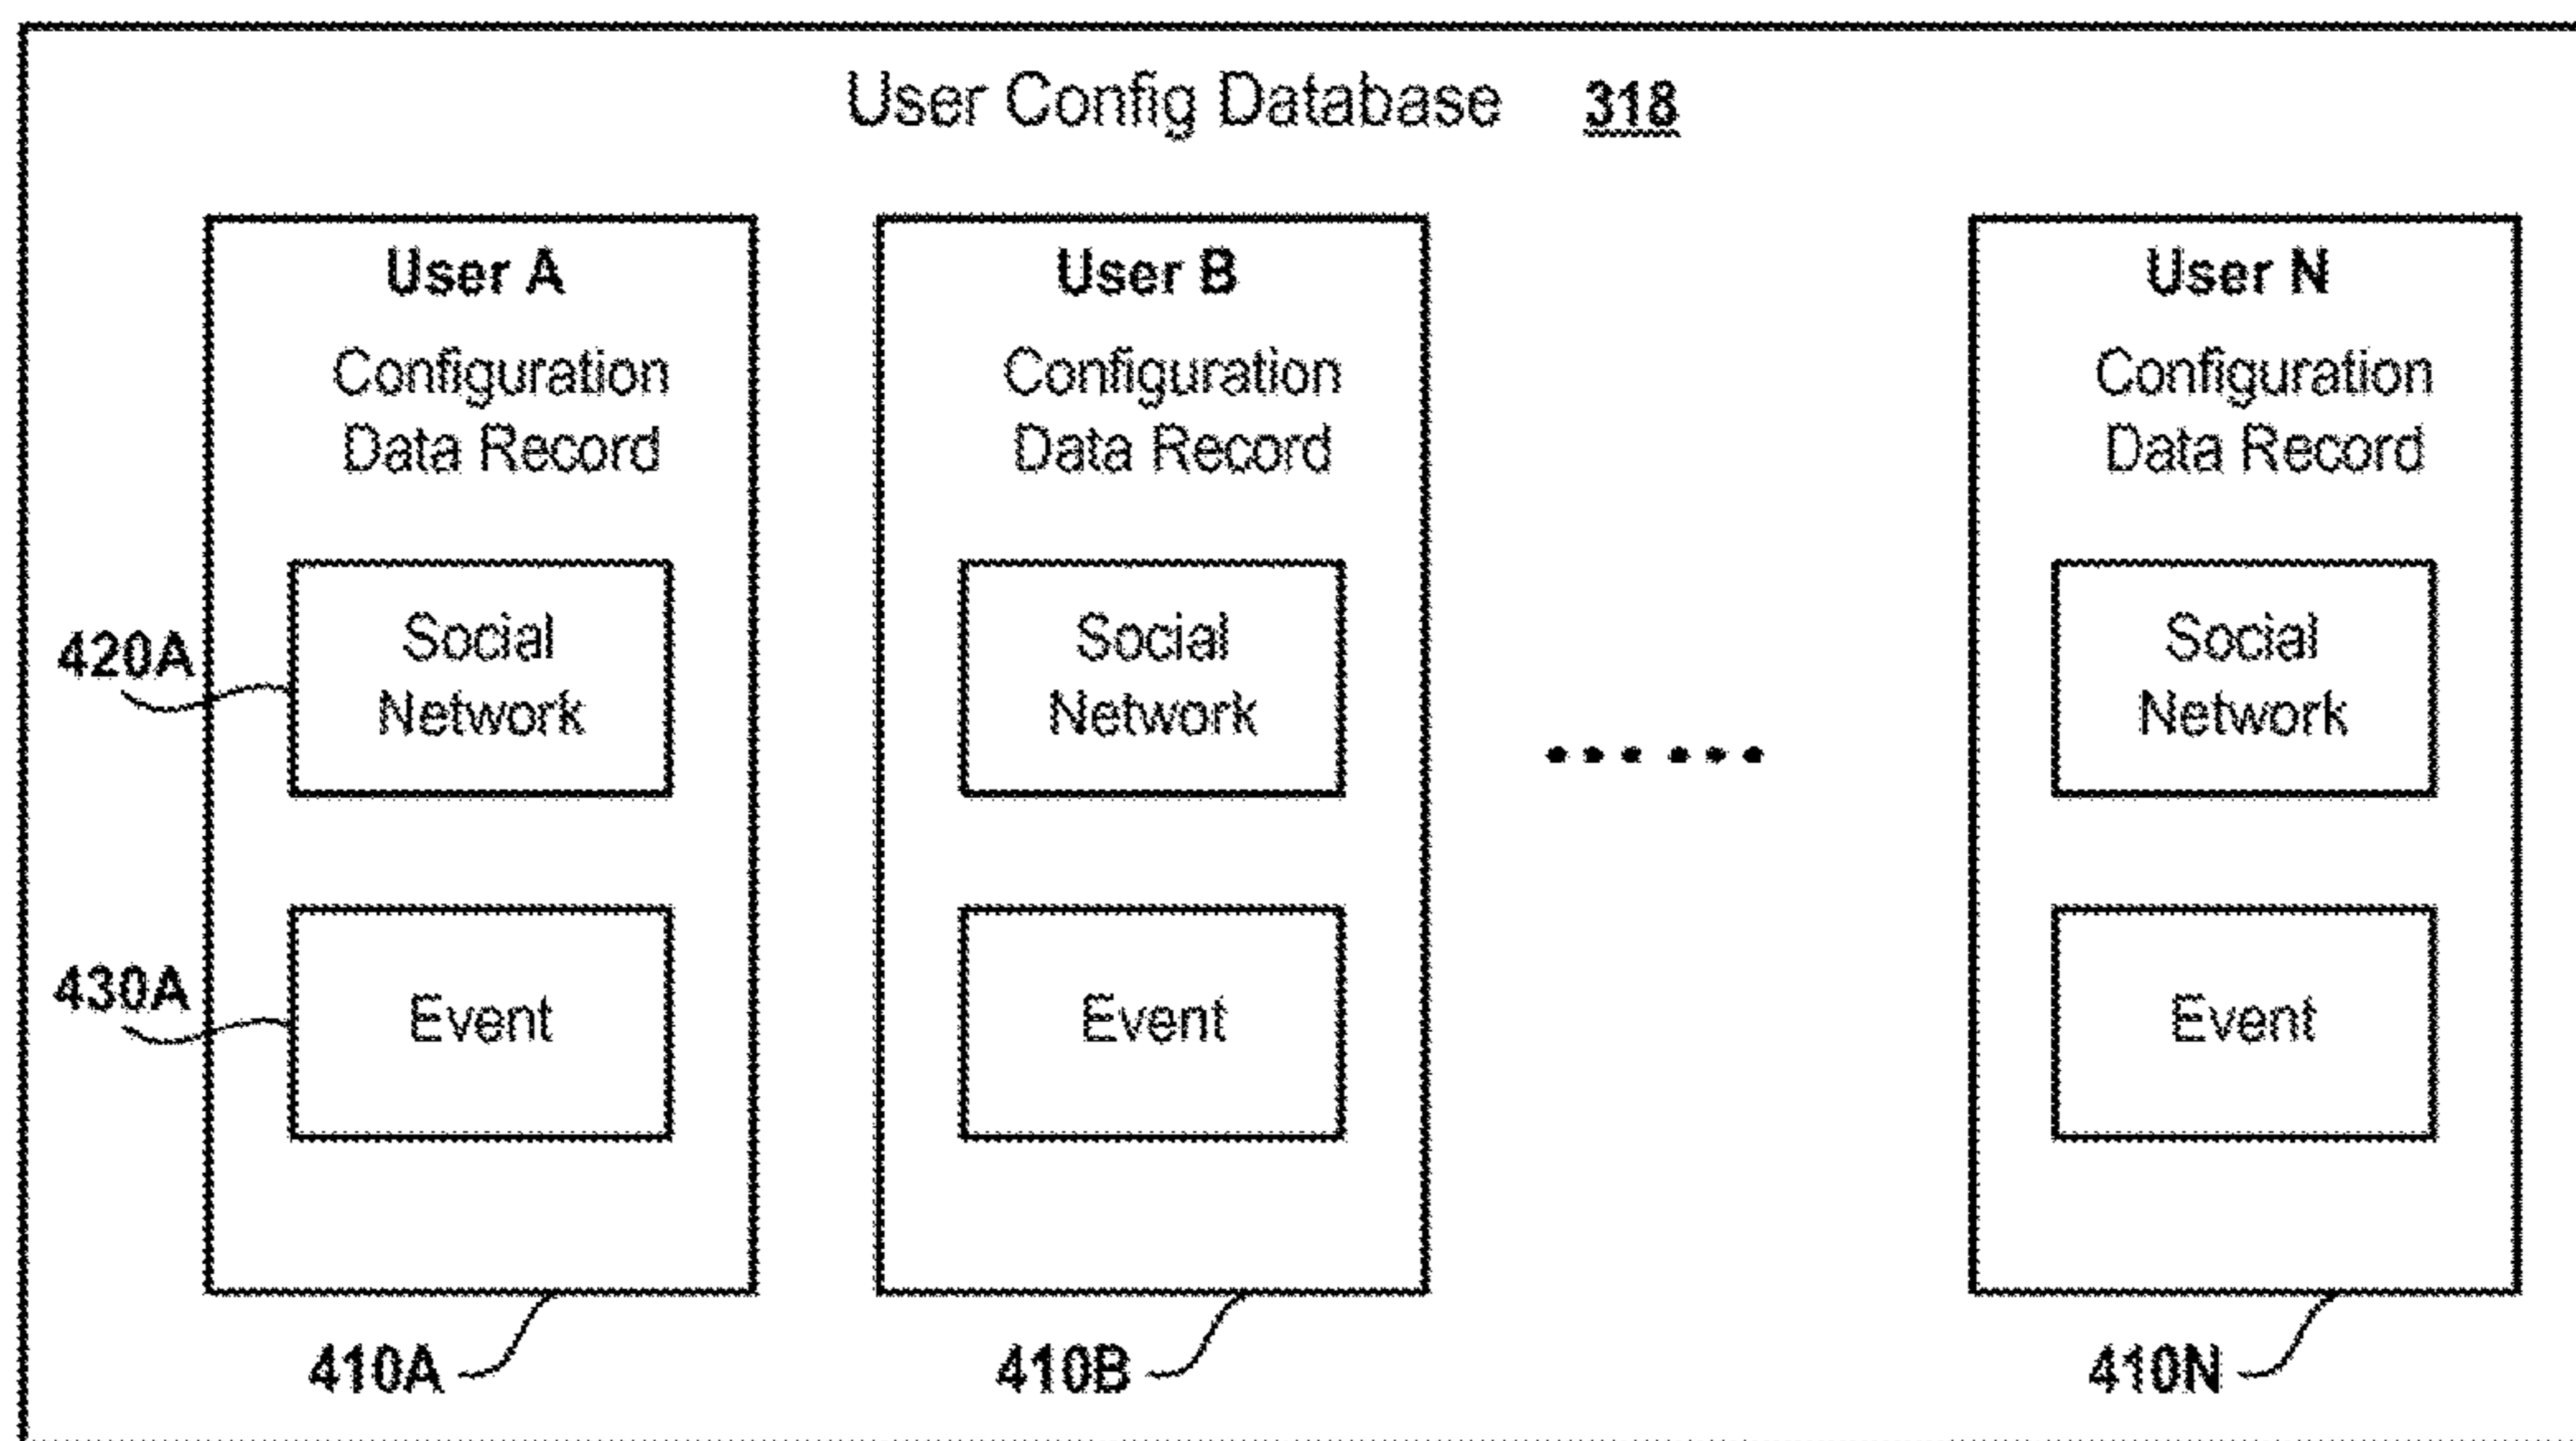 User Config Database 318
User A
Configuration
Data Record
Social
Network
Event
420A
430A
410A
User B
Configuration
Data Record
Social
Network
Event
410B
......
User N
Configuration
Data Record
Social
Network
Event
410N